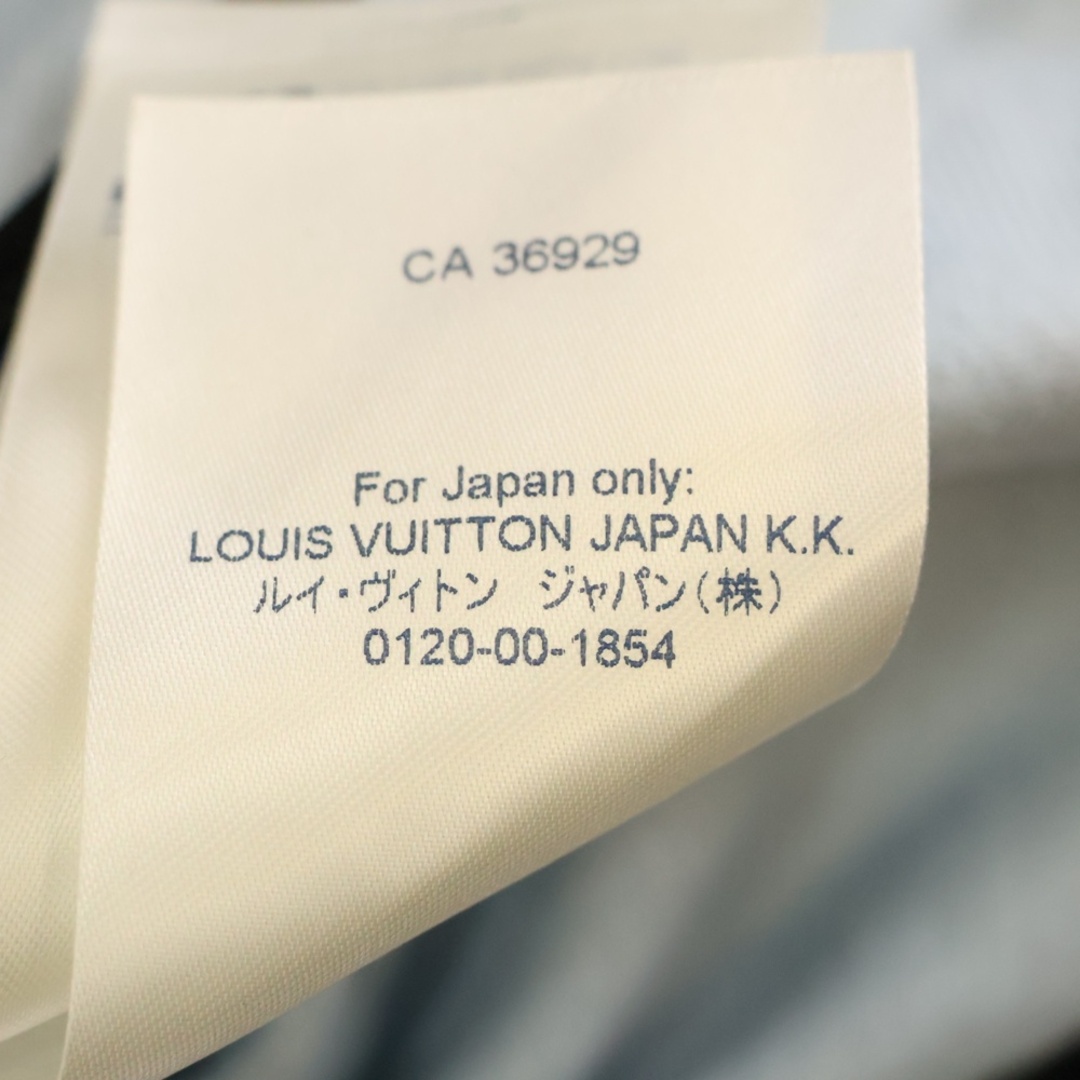 CA 36929
For Japan only:
LOUIS VUITTON JAPAN K.K.
ルイ・ヴィトン　ジャパン(株)
0120-00-1854